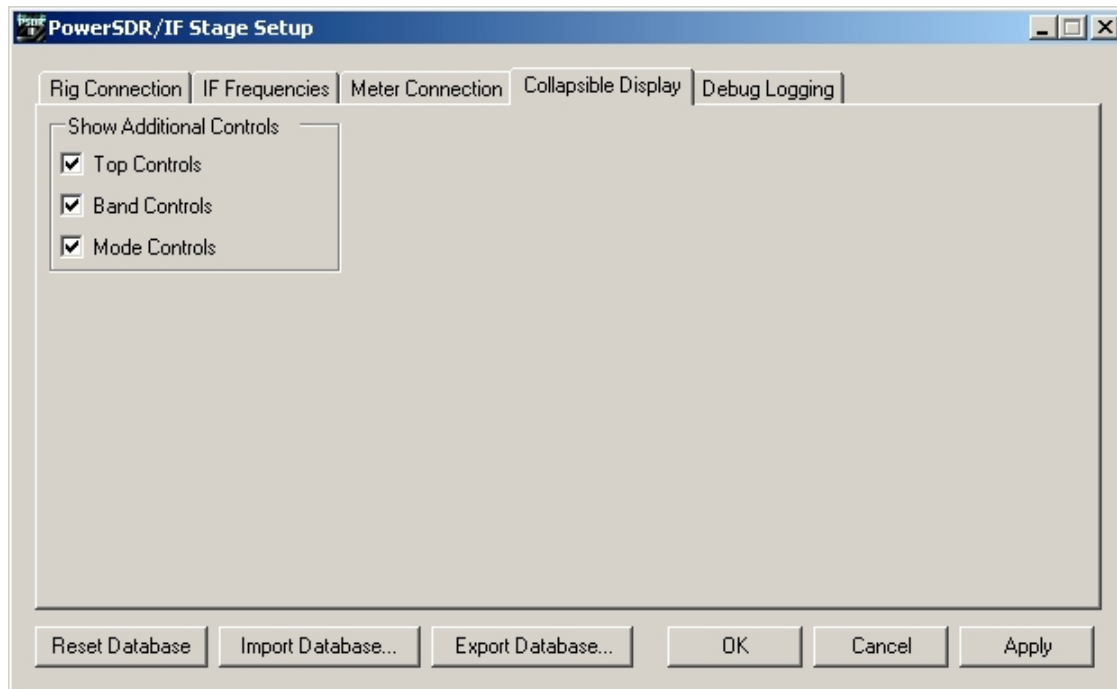 PowerSDR/IF Stage Setup
Rig Connection IF Frequencies Meter Connection Collapsible Display Debug Logging
Show Additional Controls
Top Controls
Band Controls
Mode Controls
Reset Database Import Database... Export Database... OK Cancel Apply